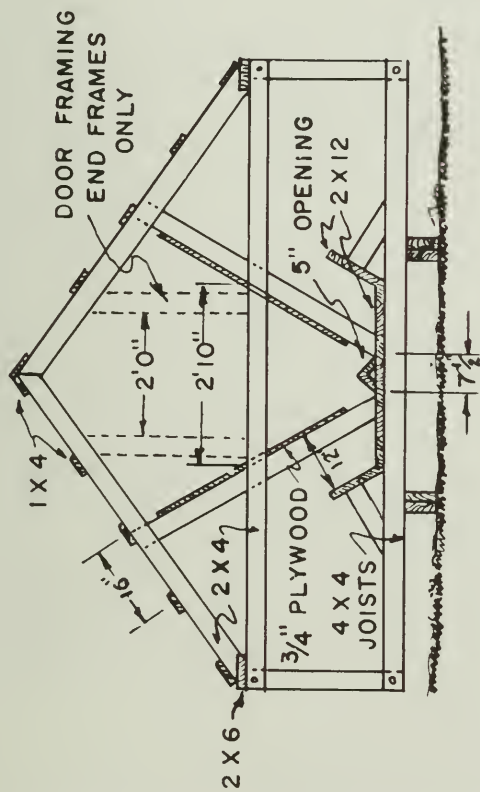 1 X 4
DOOR FRAMING
END FRAMES
ONLY
2'0"
2'10"
16"
2 X 4
2 X 6
3/4" PLYWOOD
12"
4 X 4
JOISTS
5" OPENING
2 X 12
7 1/2"